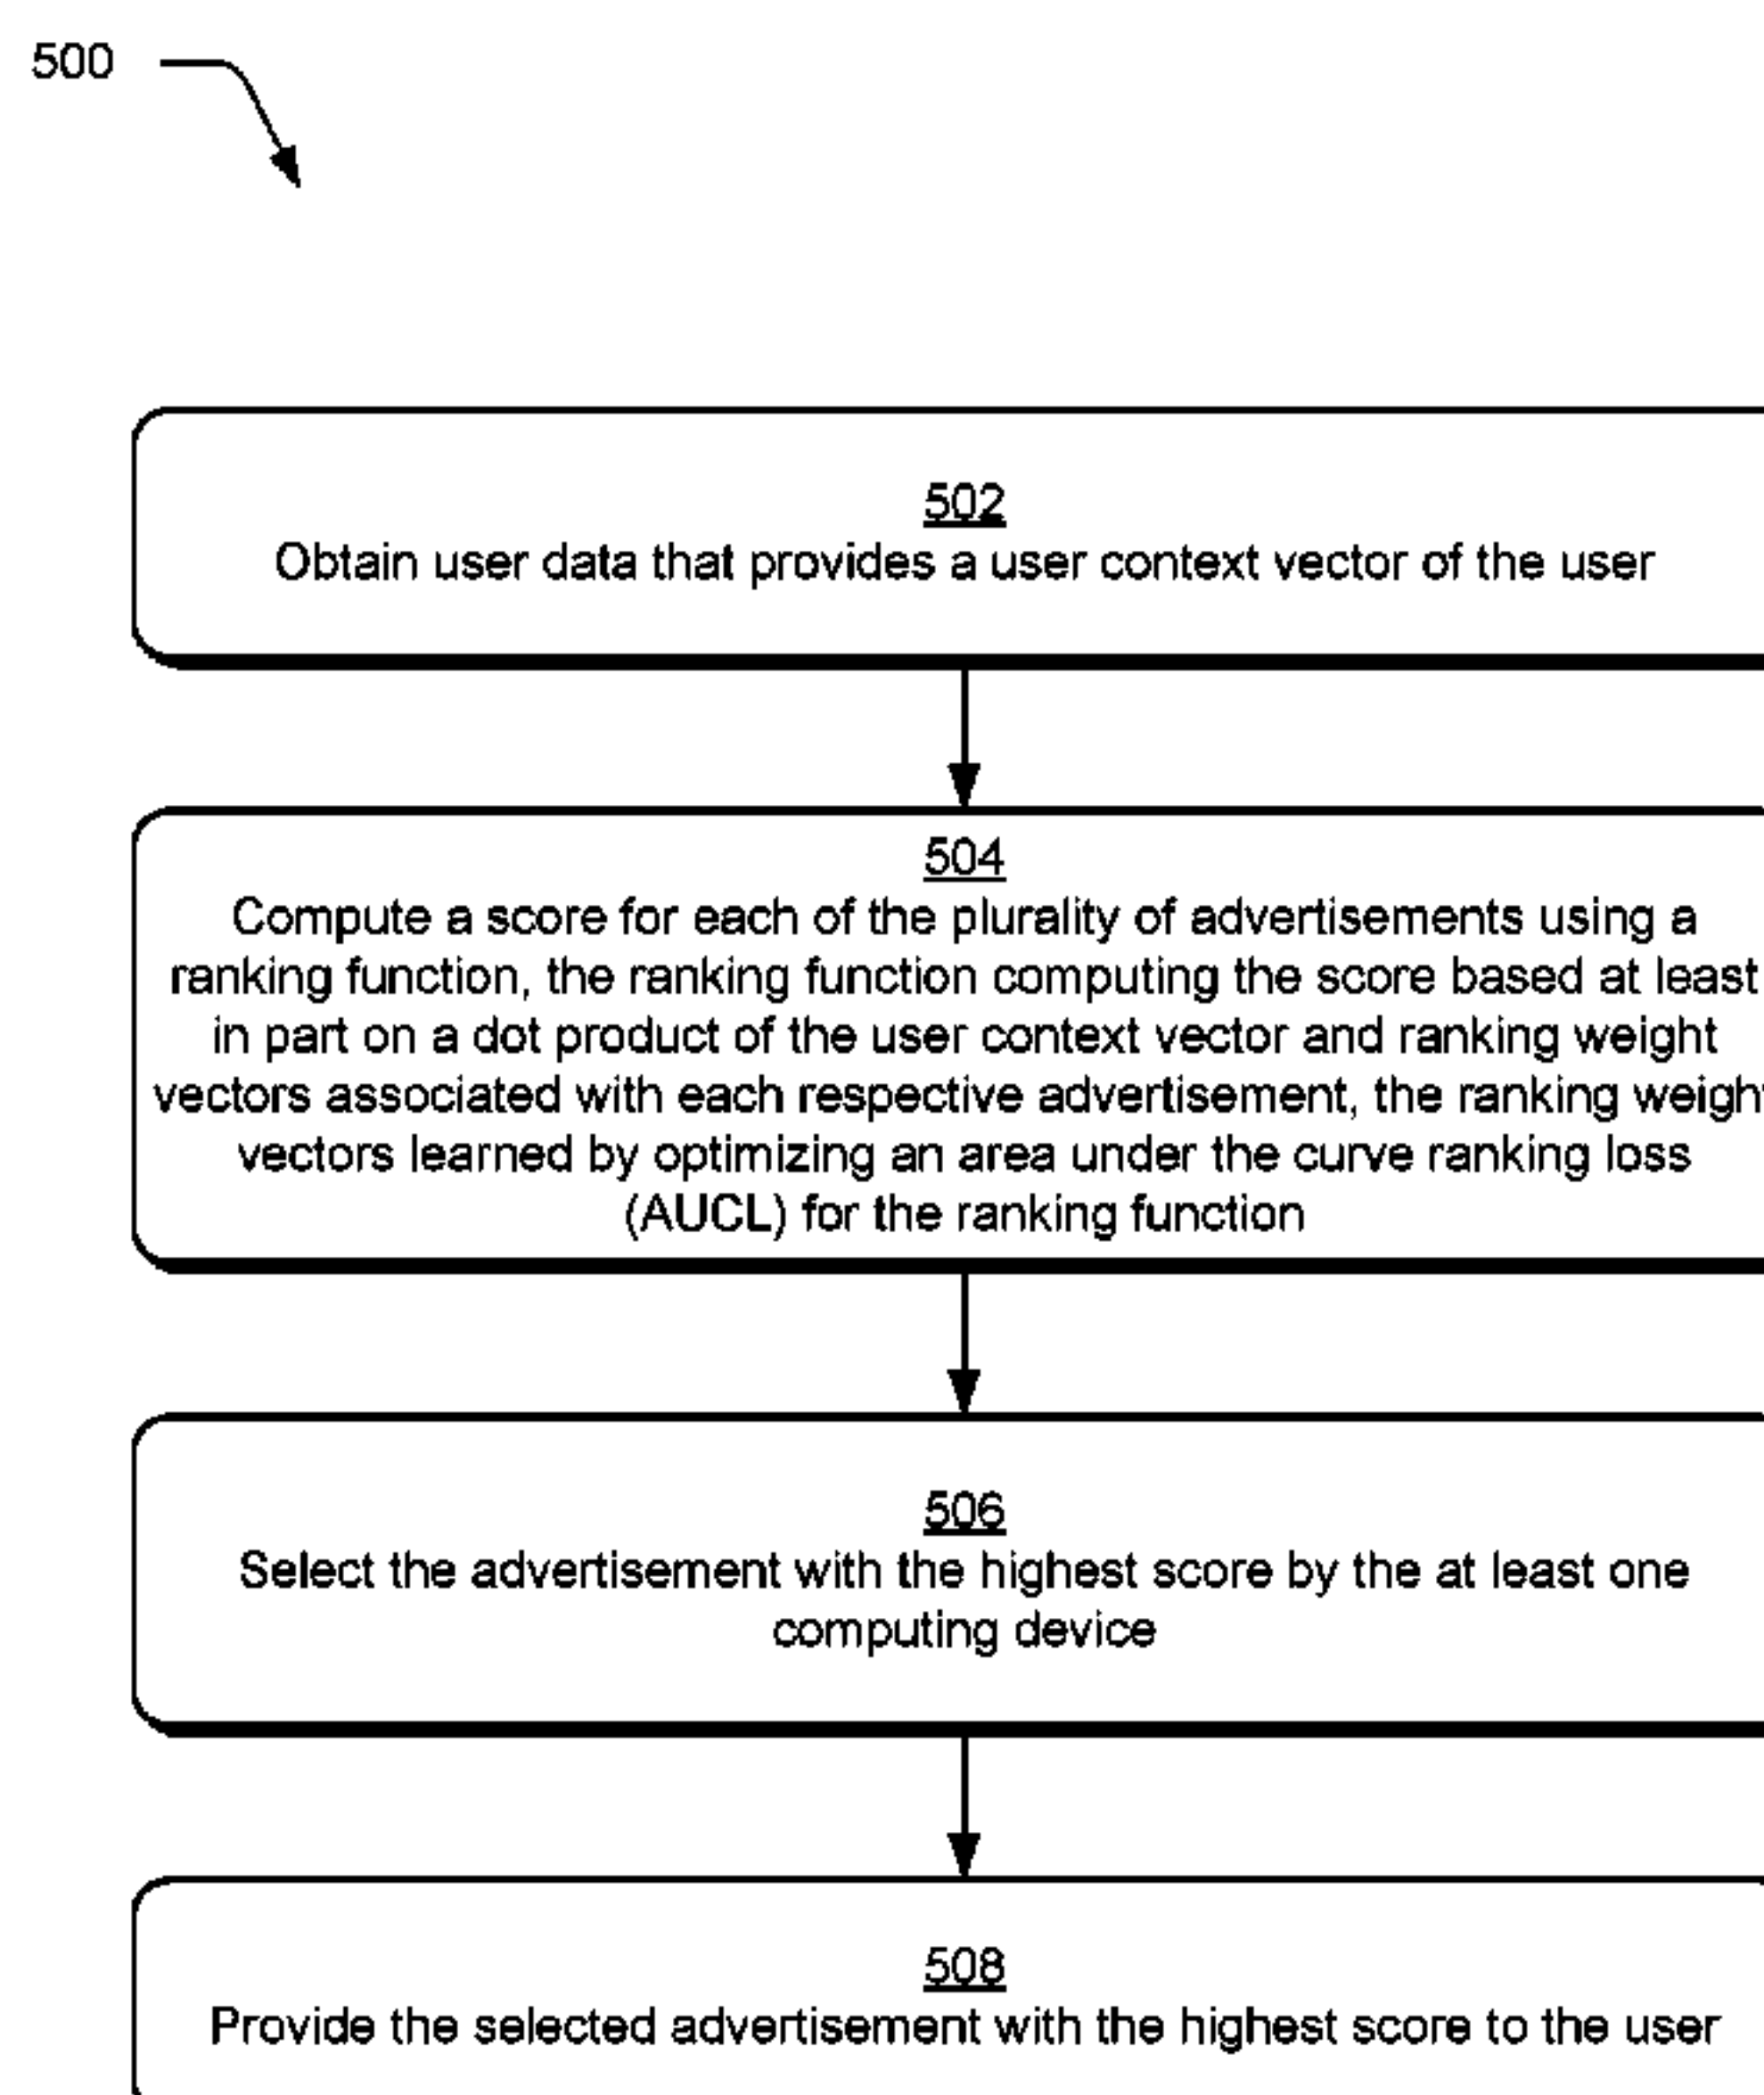 500
502
Obtain user data that provides a user context vector of the user
504
Compute a score for each of the plurality of advertisements using a
ranking function, the ranking function computing the score based at least
in part on a dot product of the user context vector and ranking weight
vectors associated with each respective advertisement, the ranking weight
vectors learned by optimizing an area under the curve ranking loss
(AUCL) for the ranking function
506
Select the advertisement with the highest score by the at least one
computing device
508
Provide the selected advertisement with the highest score to the user